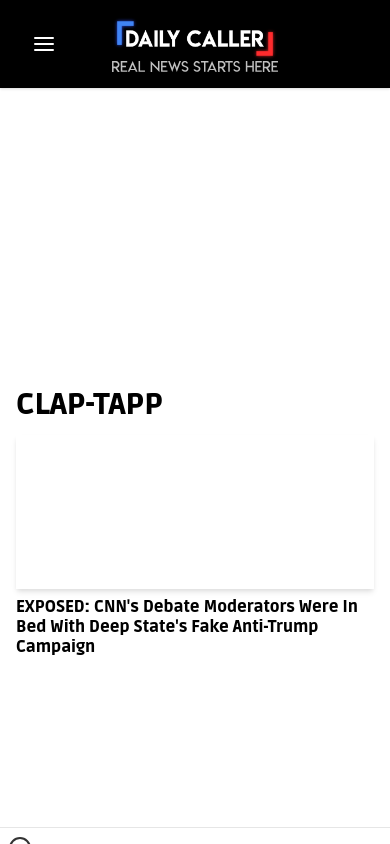 DAILY CALLER
REAL NEWS STARTS HERE
CLAP-TAPP
EXPOSED: CNN's Debate Moderators Were In
Bed With Deep State's Fake Anti-Trump
Campaign